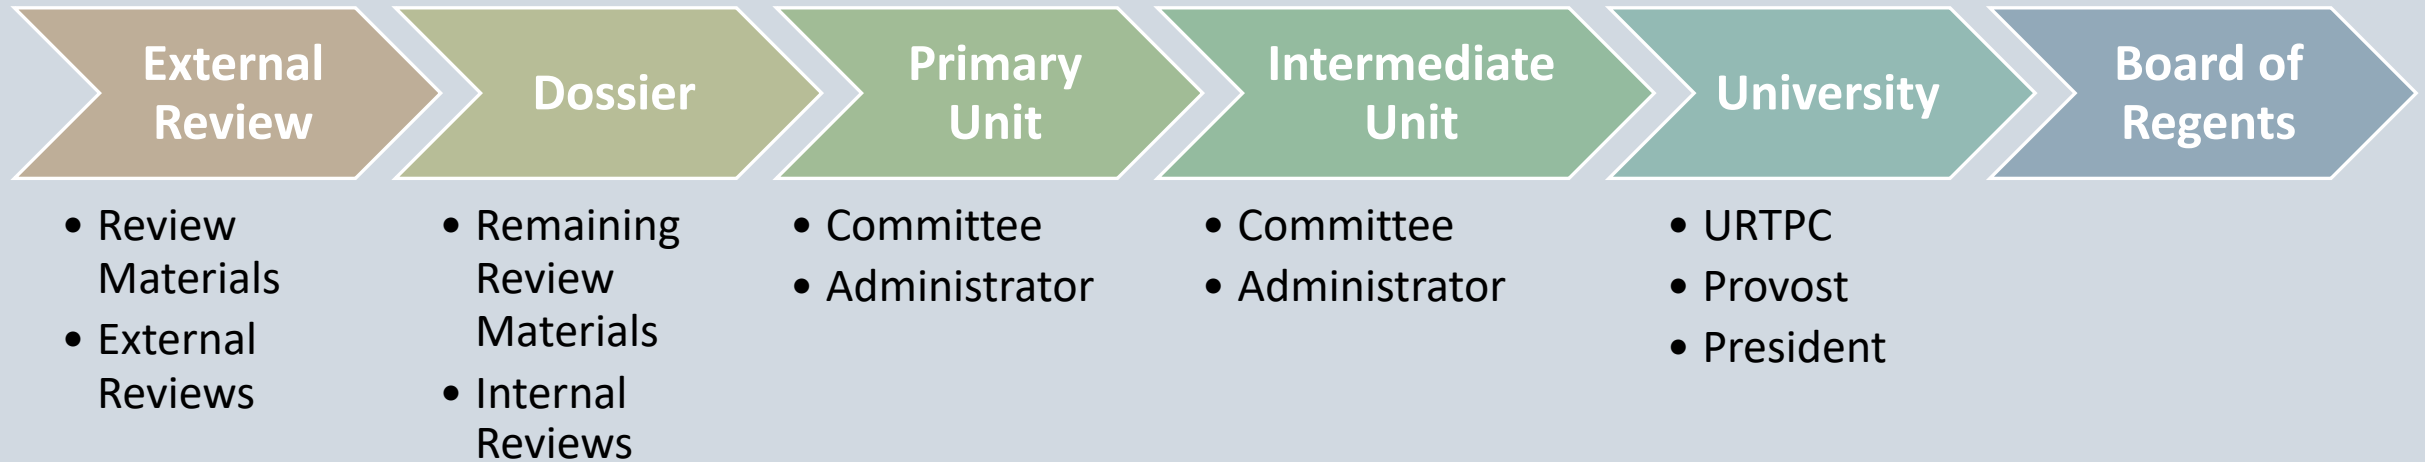 External
Review
• Review
Materials
• External
Reviews
Dossier
• Remaining
Review
Materials
• Internal
Reviews
Primary
Unit
• Committee
• Administrator
Intermediate
Unit
• Committee
• Administrator
University
• URTPC
• Provost
• President
Board of
Regents